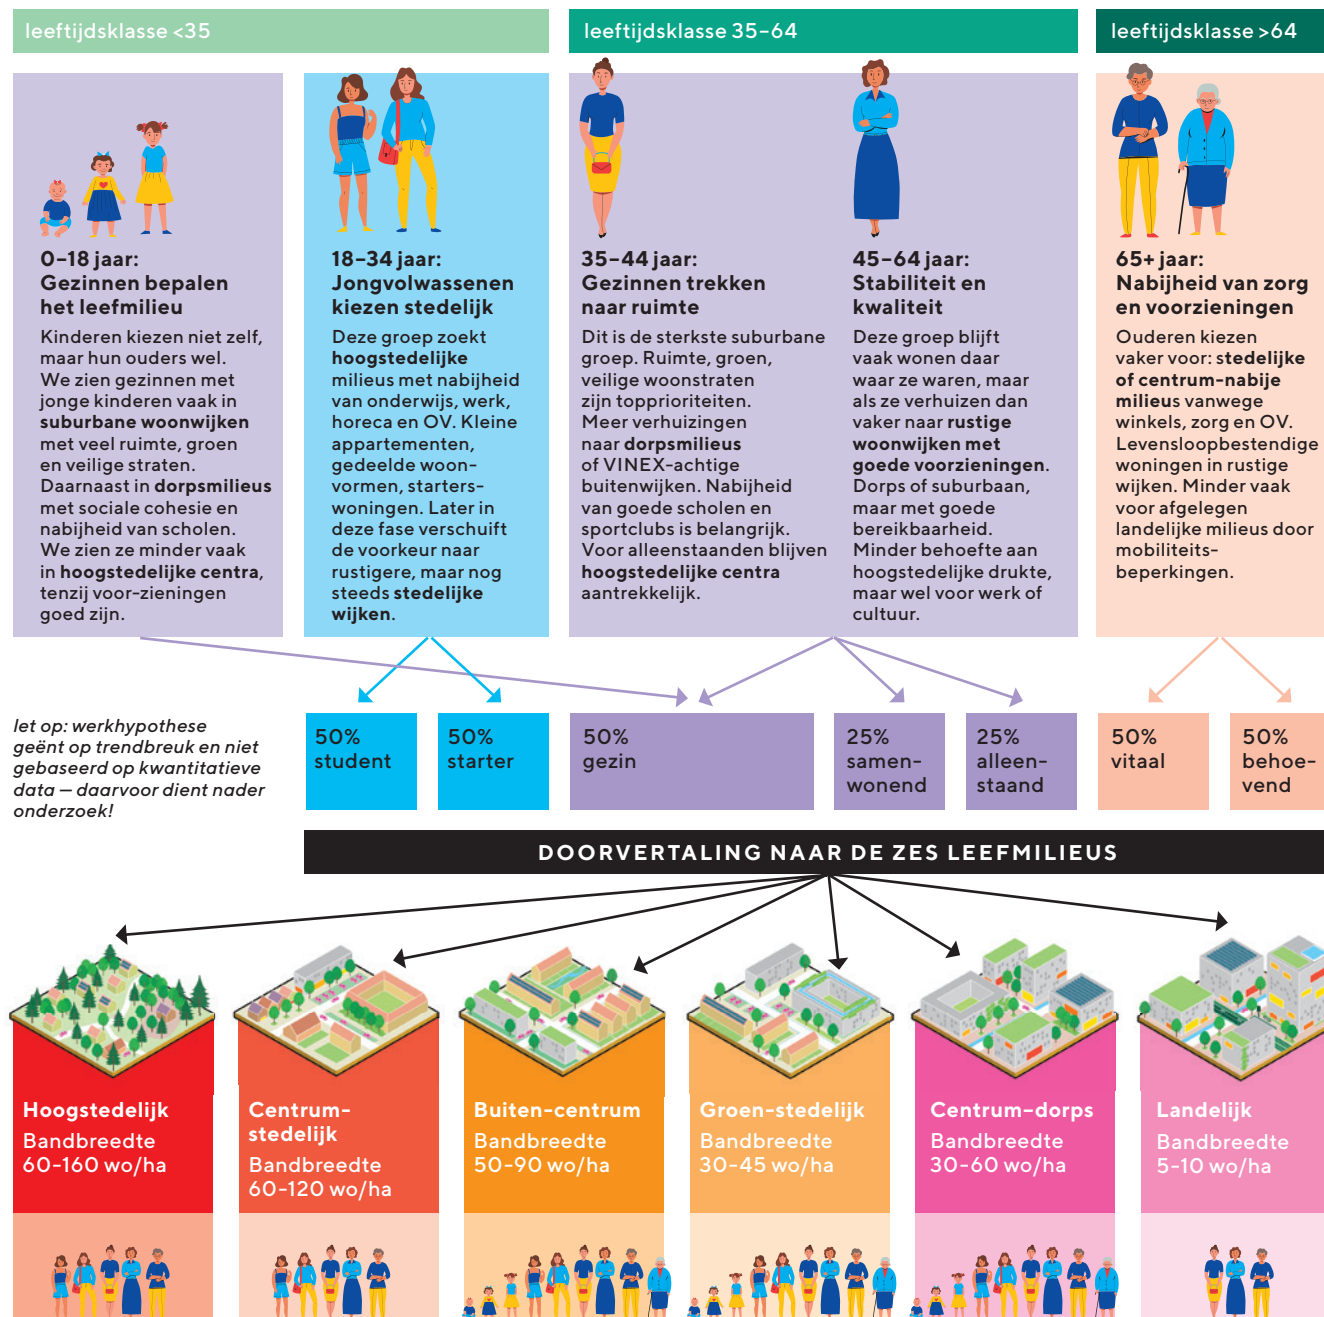 leeftijdsklasse <35
leeftijdsklasse 35–64
leeftijdsklasse >64
0–18 jaar:
Gezinnen bepalen
het leefmilieu
Kinderen kiezen niet zelf,
maar hun ouders wel.
We zien gezinnen met
jonge kinderen vaak in
suburbane woonwijken
met veel ruimte, groen
en veilige straten.
Daarnaast in dorpsmilieus
met sociale cohesie en
nabijheid van scholen.
We zien ze minder vaak
in hoogstedelijke centra,
tenzij voor-zieningen
goed zijn.
18–34 jaar:
Jongvolwassenen
kiezen stedelijk
Deze groep zoekt
hoogstedelijke
milieus met nabijheid
van onderwijs, werk,
horeca en OV. Kleine
appartementen,
gedeelde woon-
vormen, starters-
woningen. Later in
deze fase verschuift
de voorkeur naar
rustigere, maar nog
steeds stedelijke
wijken.
35–44 jaar:
Gezinnen trekken
naar ruimte
Dit is de sterkste suburbane
groep. Ruimte, groen,
veilige woonstraten
zijn topprioriteiten.
Meer verhuizingen
naar dorpsmilieus
of VINEX-achtige
buitenwijken. Nabijheid
van goede scholen en
sportclubs is belangrijk.
Voor alleenstaanden blijven
hoogstedelijke centra
aantrekkelijk.
45–64 jaar:
Stabiliteit en
kwaliteit
Deze groep blijft
vaak wonen daar
waar ze waren, maar
als ze verhuizen dan
vaker naar rustige
woonwijken met
goede voorzieningen.
Dorps of suburbaan,
maar met goede
bereikbaarheid.
Minder behoefte aan
hoogstedelijke drukte,
maar wel voor werk of
cultuur.
65+ jaar:
Nabijheid van zorg
en voorzieningen
Ouderen kiezen
vaker voor: stedelijke
of centrum-nabije
milieus vanwege
winkels, zorg en OV.
Levensloopbestendige
woningen in rustige
wijken. Minder vaak
voor afgelegen
landelijke milieus door
mobiliteits-
beperkingen.
let op: werkhypothese
geënt op trendbreuk en niet
gebaseerd op kwantitatieve
data – daarvoor dient nader
onderzoek!
50%
student
50%
starter
50%
gezin
25%
samen-
wonend
25%
alleen-
staand
50%
vitaal
50%
behoe-
vend
DOORVERTALING NAAR DE ZES LEEFMILIEUS
Hoogstedelijk
Bandbreedte
60-160 wo/ha
Centrum-
stedelijk
Bandbreedte
60-120 wo/ha
Buiten-centrum
Bandbreedte
50-90 wo/ha
Groen-stedelijk
Bandbreedte
30-45 wo/ha
Centrum-dorps
Bandbreedte
30-60 wo/ha
Landelijk
Bandbreedte
5-10 wo/ha